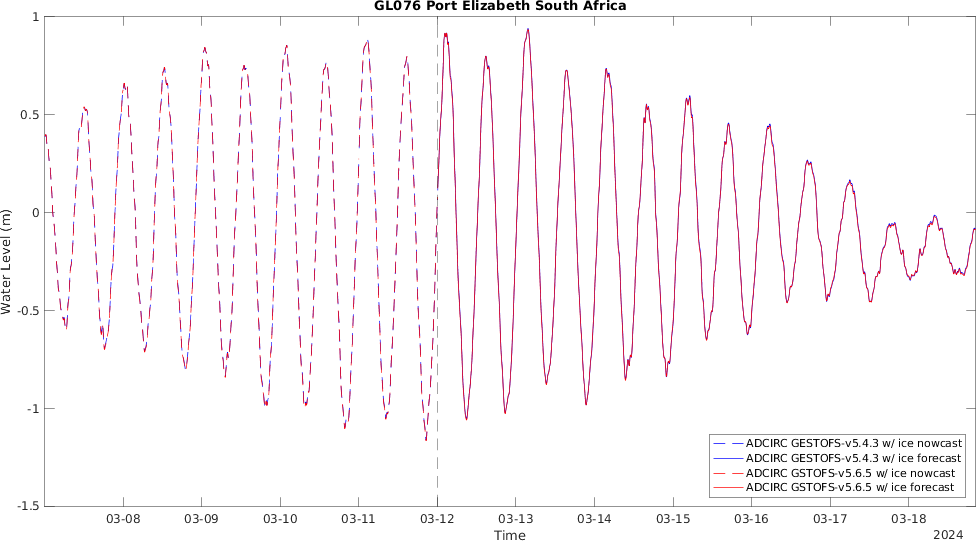 GL076 Port Elizabeth South Africa
1
0.5
0
-0.5
-1
-1.5
Water Level (m)
03-08 03-09 03-10 03-11 03-12 03-13 03-14 03-15 03-16 03-17 03-18
Time
2024
ADCIRC GESTOFS-v5.4.3 w/ ice nowcast
ADCIRC GESTOFS-v5.4.3 w/ ice forecast
ADCIRC GSTOFS-v5.6.5 w/ ice nowcast
ADCIRC GSTOFS-v5.6.5 w/ ice forecast